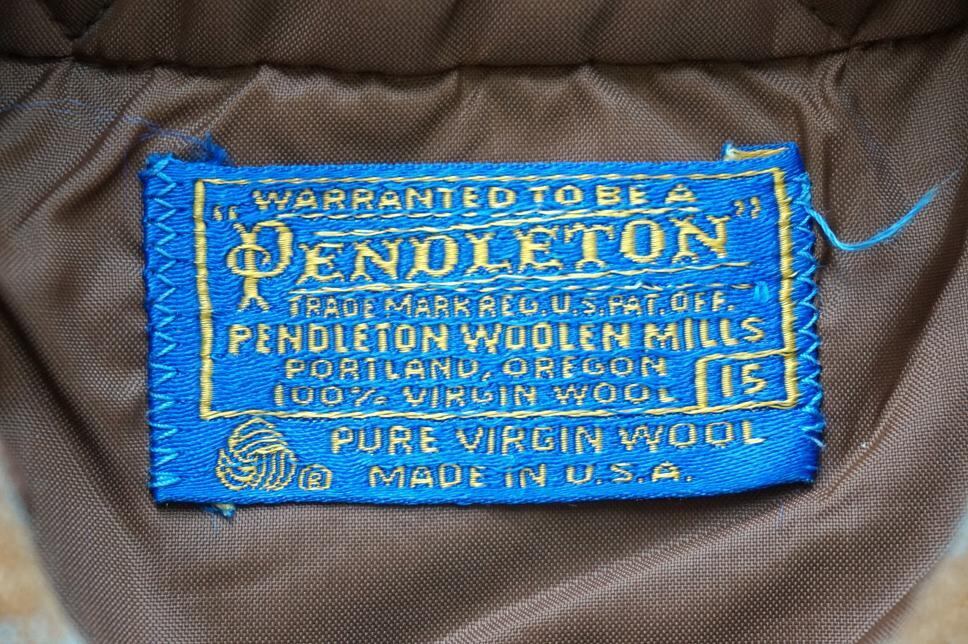 "WARRANTED TO BE A
PENDLETON"
TRADE MARK REG. U.S. PAT. OFF.
PENDLETON WOOLEN MILLS
PORTLAND, OREGON
100% VIRGIN WOOL
15
PURE VIRGIN WOOL
® MADE IN U.S.A.